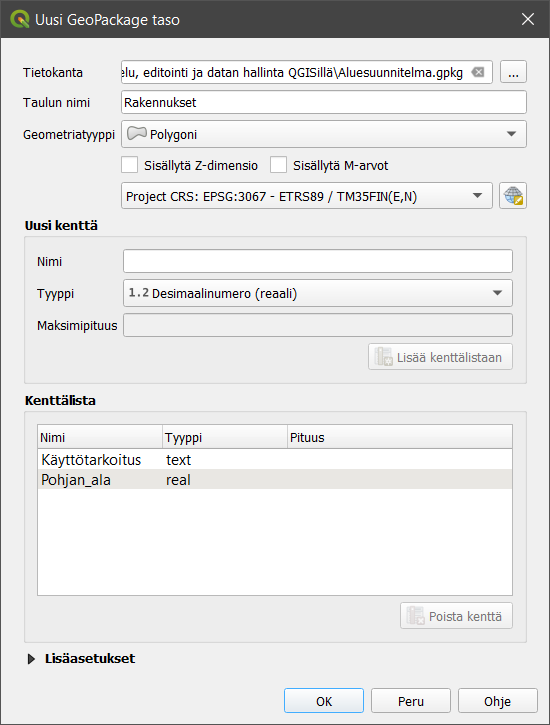 Uusi GeoPackage taso
Tietokanta elu, editointi ja datan hallinta QGISillä\Aluesuunnitelma.gpkg ...
Taulun nimi Rakennukset
Geometriatyyppi Polygoni
Sisällytä Z-dimensio Sisällytä M-arvot
Project CRS: EPSG:3067 - ETRS89 / TM35FIN(E,N)
Uusi kenttä
Nimi
Tyyppi 1.2 Desimaalinumero (reaali)
Maksimipituus
Lisää kenttälistaan
Kenttälista
Nimi Tyyppi Pituus
Käyttötarkoitus text
Pohjan_ala real
Poista kenttä
Lisäasetukset
OK Peru Ohje